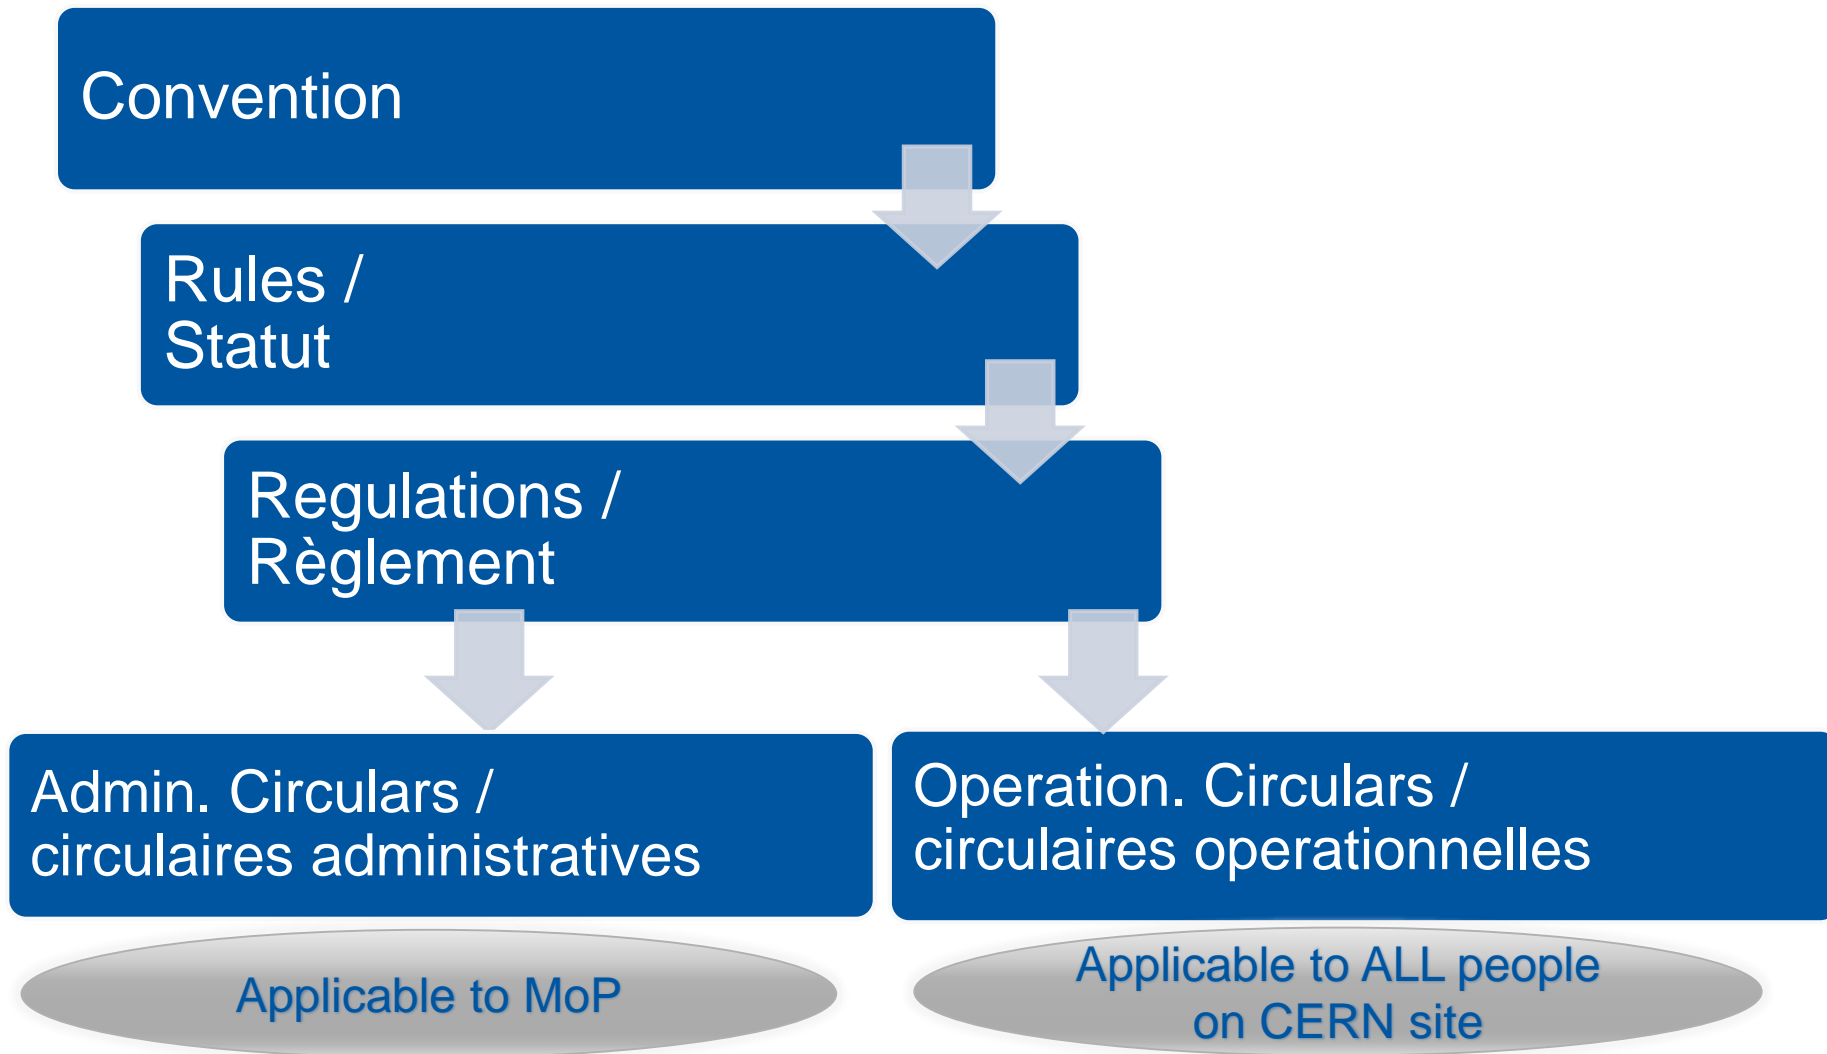 Convention
Rules /
Statut
Regulations /
Règlement
Admin. Circulars /
circulaires administratives
Operation. Circulars /
circulaires operationnelles
Applicable to MoP
Applicable to ALL people
on CERN site